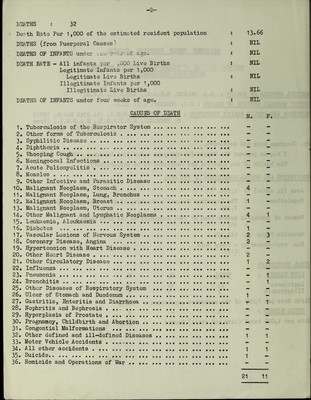 -2-
DEATHS : 32
Death Rate Per 1,000 of the estimated resident population : 13.66
DEATHS (from Puerperal Causes) : NIL
DEATHS OF INFANTS under of age. : NIL
DEATH RATE - All infants per 1,000 Live Births : NIL
Legitimate Infants per 1,000
Legitimate Live Births : NIL
Illegitimate Infants per 1,000
Illegitimate Live Births : NIL
DEATHS OF INFANTS under four weeks of age. : NIL
CAUSES OF DEATH
M. F.
1. Tuberculosis of the Respirator System ... - -
2. Other forms of Tuberculosis ... - -
3. Syphilitic Disease ... - -
4. Diphtheria ... - -
5. Whooping Cough ... - -
6. Meningococal Infections ... - -
7. Acute Poliomyelitis ... - -
8. Measles ... - -
9. Other Infective and Parasitic Disease ... - -
10. Malignant Neoplasm, Stomach ... 4 -
11. Malignant Neoplasm, Lung, Bronchus ... - -
12. Malignant Neoplasm, Breast ... 1 -
13. Malignant Neoplasm, Uterus ... - -
14. Other Malignant and Lymphatic Neoplasms ... 4 1
15. Leukaemia, Aleukaemia ... - -
16. Diabetes ... 1 -
17. Vascular Lesions of Nervous System ... 2 3
18. Coronary Disease, Angina ... 2 -
19. Hypertension with Heart Disease ... - -
20. Other Heart Disease ... 2 -
21. Other Circulatory Disease ... 1 2
22. Influenza ... - -
23. Pneumonia ... - 1
24. Bronchitis ... - 1
25. Other Diseases of Respiratory System - -
26. Ulcer of Stomach and Duodenum ... 1 -
27. Gastritis, Enteritis and Diarrhoea ... - 1
28. Nephritis and Nephrosis ... - -
29. Hyperplasia of Prostate ... - -
30. Pregnancy, Childbirth and Abortion ... - -
31. Congenital Malformations ... - -
32. Other defined and ill-defined Diseases ... 1 1
33. Motor Vehicle Accidents ... - -
34. All other accidents ... 1 1
35. Suicide. ... 1 1
36. Homicide and Operations of War ... - -
21 11